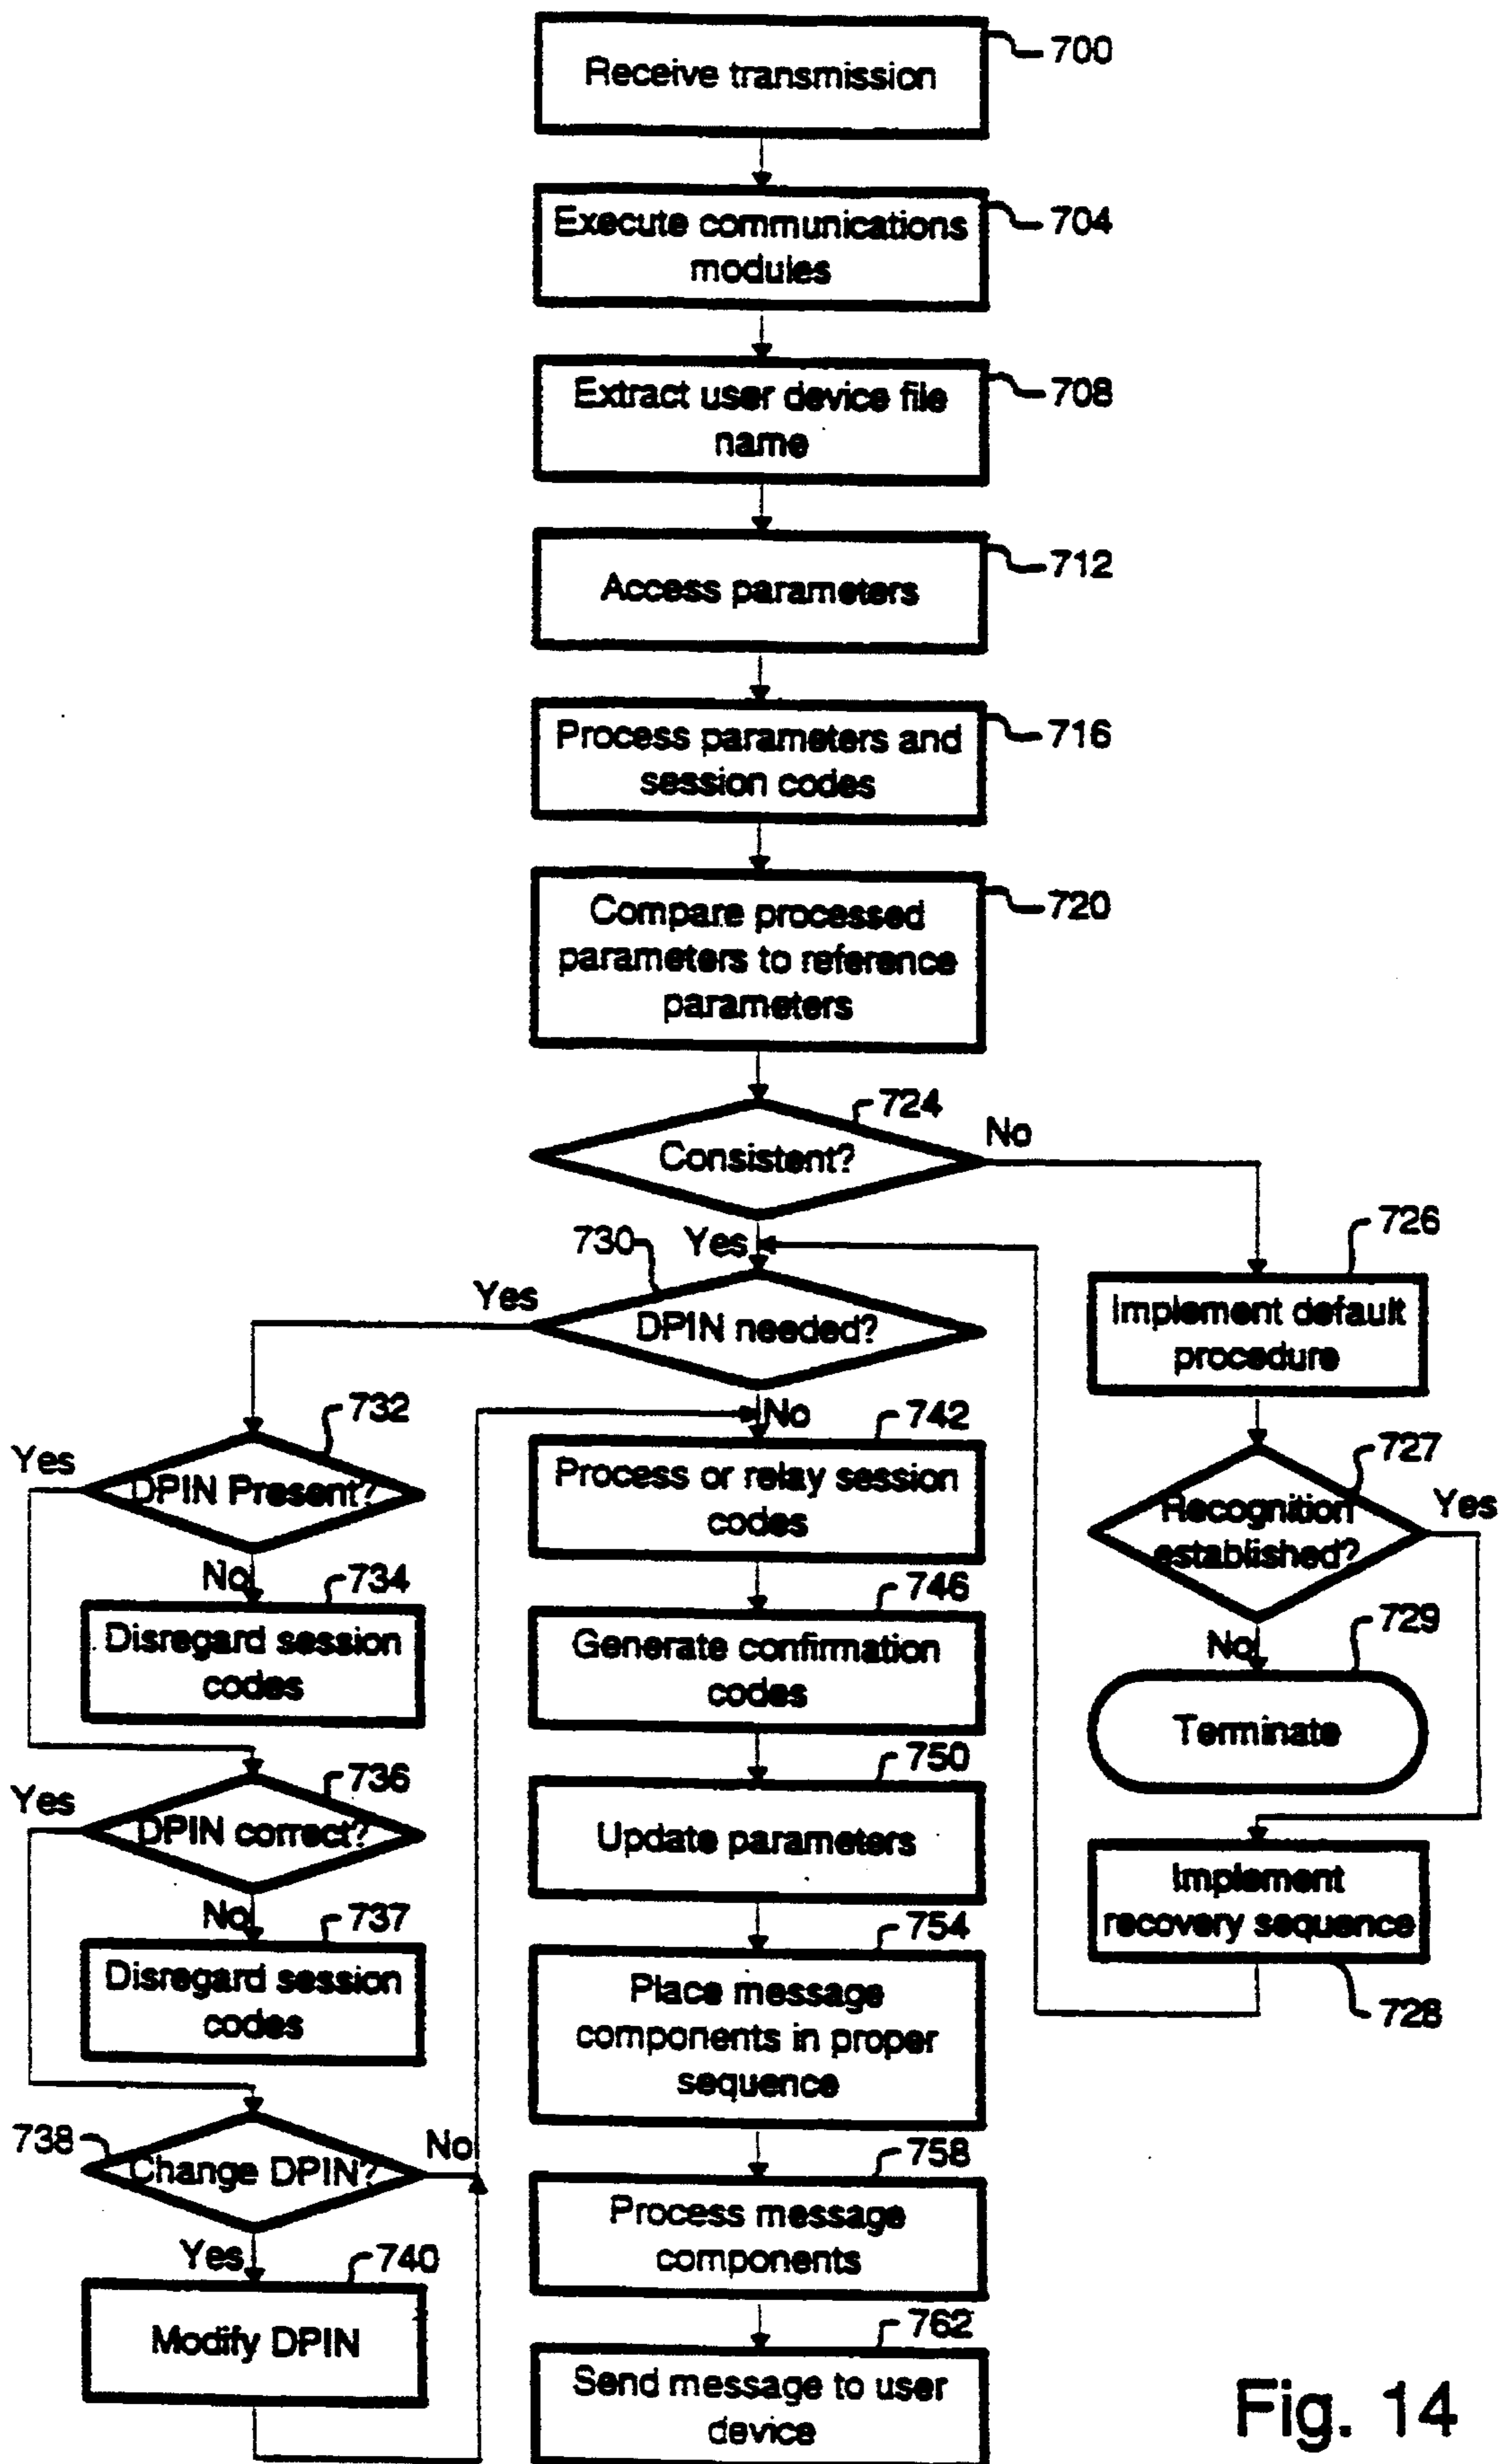 Receive transmission
700
Execute communications
modules
704
Extract user device file
name
708
Access parameters
712
Process parameters and
session codes
716
Compare processed
parameters to reference
parameters
720
724
Consistent?
No
Yes
726
Implement default
procedure
727
Recognition
established?
Yes
No
729
Terminate
Implement
recovery sequence
728
730
DPIN needed?
Yes
No
732
DPIN Present?
Yes
No
734
Disregard session
codes
736
DPIN correct?
Yes
No
737
Disregard session
codes
738
Change DPIN?
No
Yes
740
Modify DPIN
742
Process or relay session
codes
746
Generate confirmation
codes
750
Update parameters
754
Place message
components in proper
sequence
758
Process message
components
762
Send message to user
device
Fig. 14